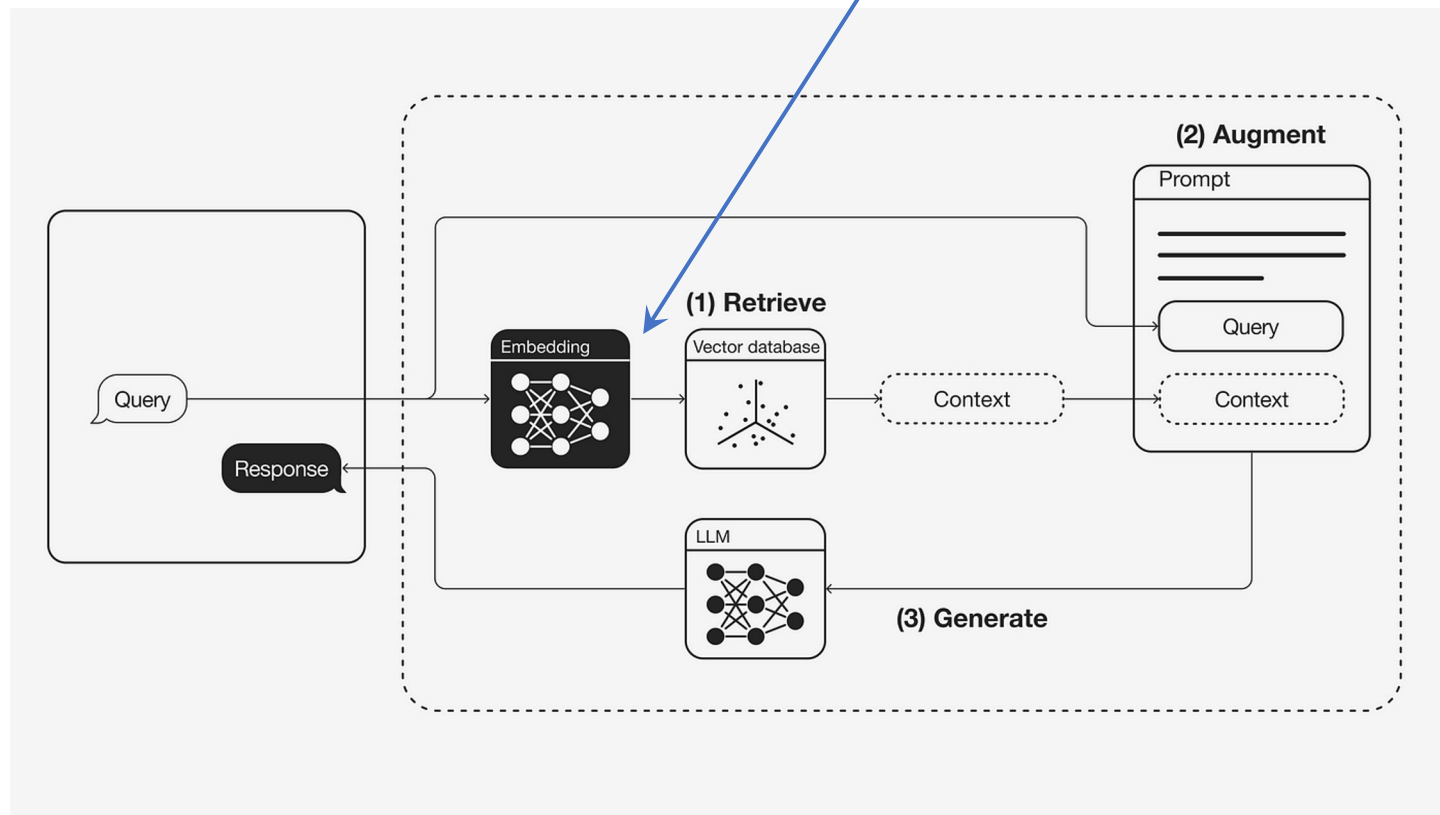 (2) Augment
Prompt
(1) Retrieve
Query
Embedding
Vector database
Query
Context
Context
Response
LLM
(3) Generate